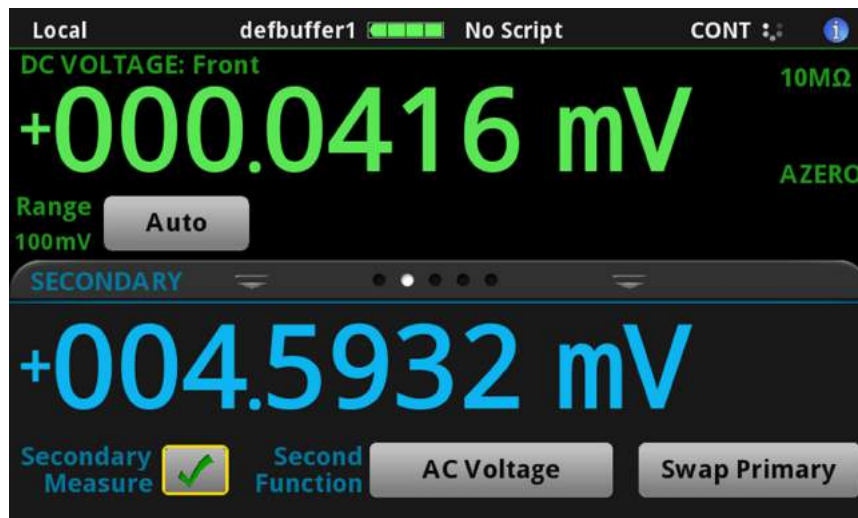 Local defbuffer1 No Script CONT i
DC VOLTAGE: Front
10MΩ
+000.0416 mV
AZERO
Range
100mV
Auto
SECONDARY
+004.5932 mV
Secondary
Measure
Second
Function
AC Voltage
Swap Primary